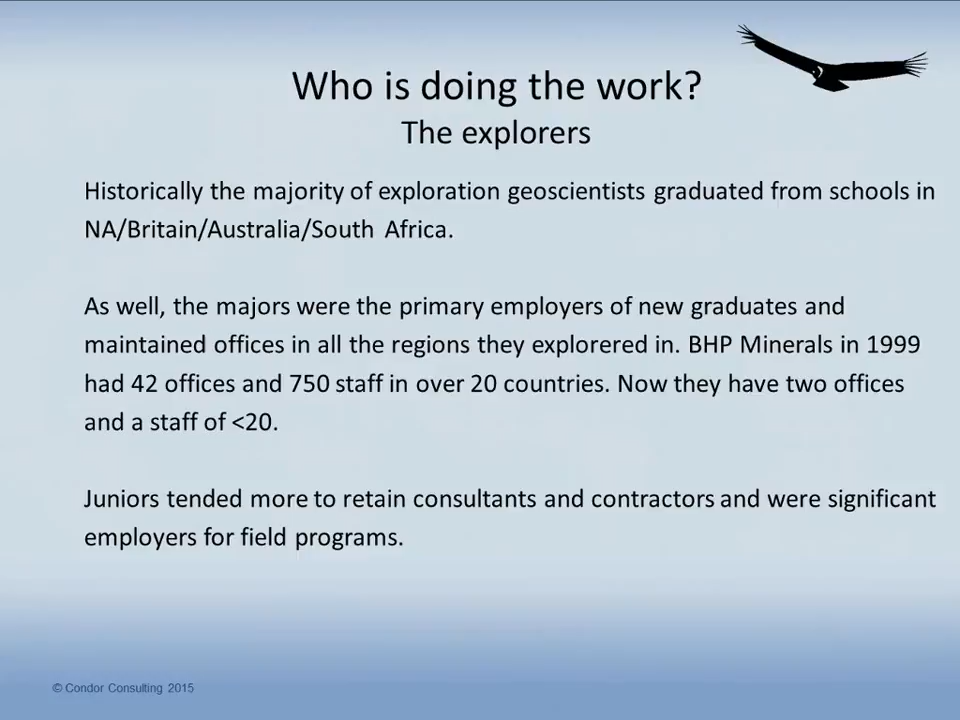 Who is doing the work?
The explorers
Historically the majority of exploration geoscientists graduated from schools in
NA/Britain/Australia/South Africa.
As well, the majors were the primary employers of new graduates and
maintained offices in all the regions they explorered in. BHP Minerals in 1999
had 42 offices and 750 staff in over 20 countries. Now they have two offices
and a staff of <20.
Juniors tended more to retain consultants and contractors and were significant
employers for field programs.
© Condor Consulting 2015